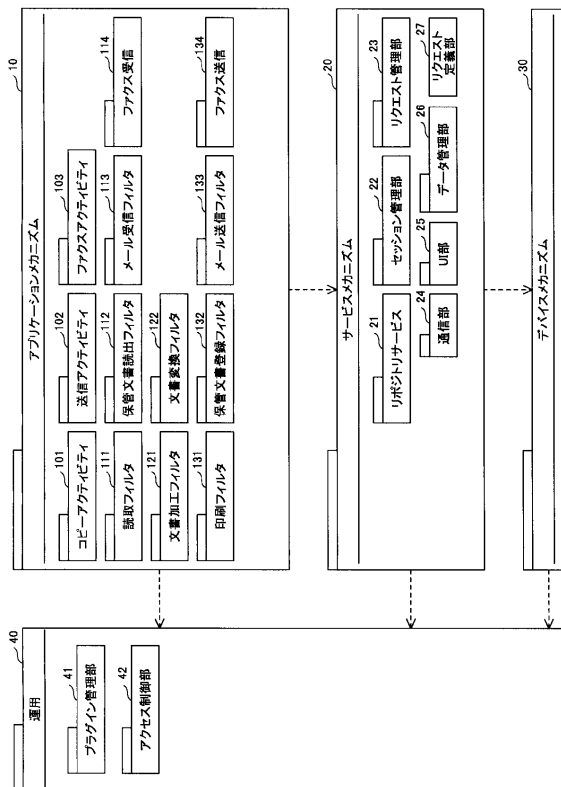 10
アプリケーションメカニズム
101
コピーアクティビティ
102
送信アクティビティ
103
ファクスアクティビティ
111
読取フィルタ
112
保管文書読出フィルタ
113
メール受信フィルタ
114
ファクス受信
121
文書加工フィルタ
122
文書変換フィルタ
131
印刷フィルタ
132
保管文書登録フィルタ
133
メール送信フィルタ
134
ファクス送信
20
サービスメカニズム
21
リポジトリサービス
22
セッション管理部
23
リクエスト管理部
24
通信部
25
UI部
26
データ管理部
27
リクエスト
定義部
30
デバイスメカニズム
40
運用
41
プラグイン管理部
42
アクセス制御部